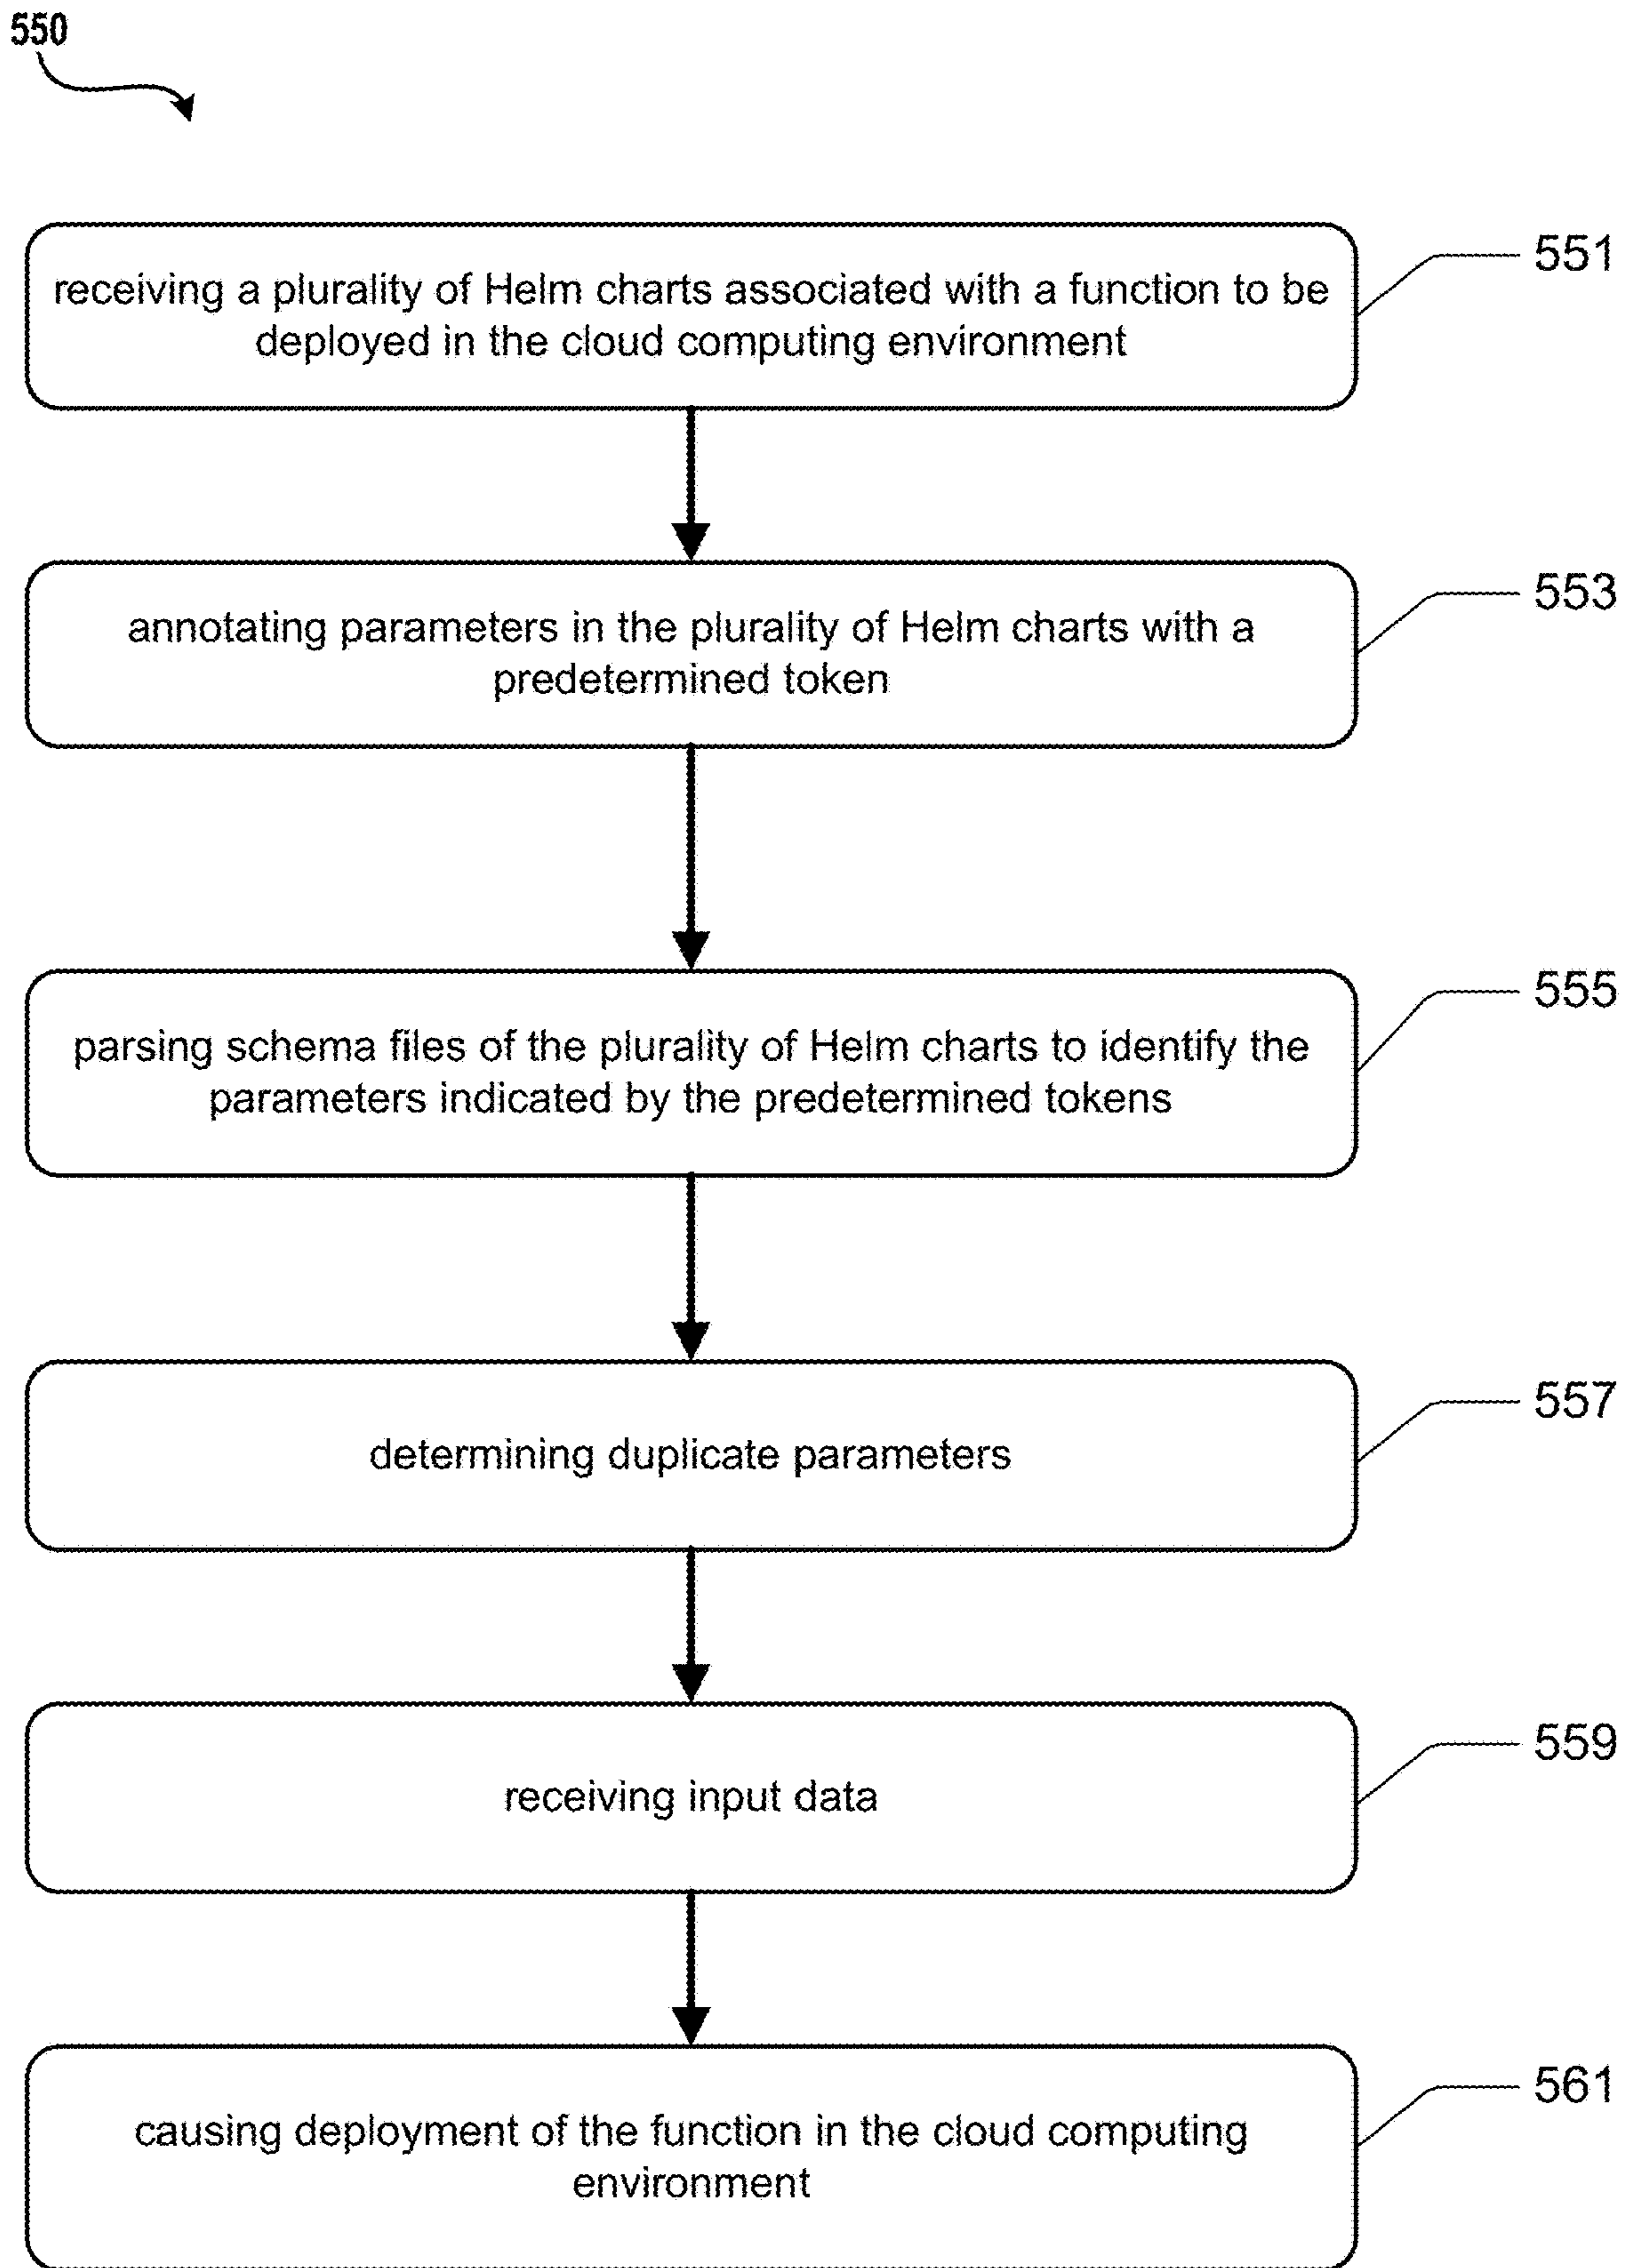 550
receiving a plurality of Helm charts associated with a function to be
deployed in the cloud computing environment
551
annotating parameters in the plurality of Helm charts with a
predetermined token
553
parsing schema files of the plurality of Helm charts to identify the
parameters indicated by the predetermined tokens
555
determining duplicate parameters
557
receiving input data
559
causing deployment of the function in the cloud computing
environment
561